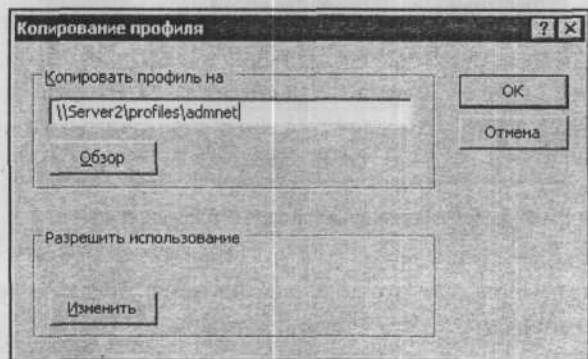 Копирование профиля
Копировать профиль на
\\Server2\profiles\admnet
Обзор
OK
Отмена
Разрешить использование
Изменить